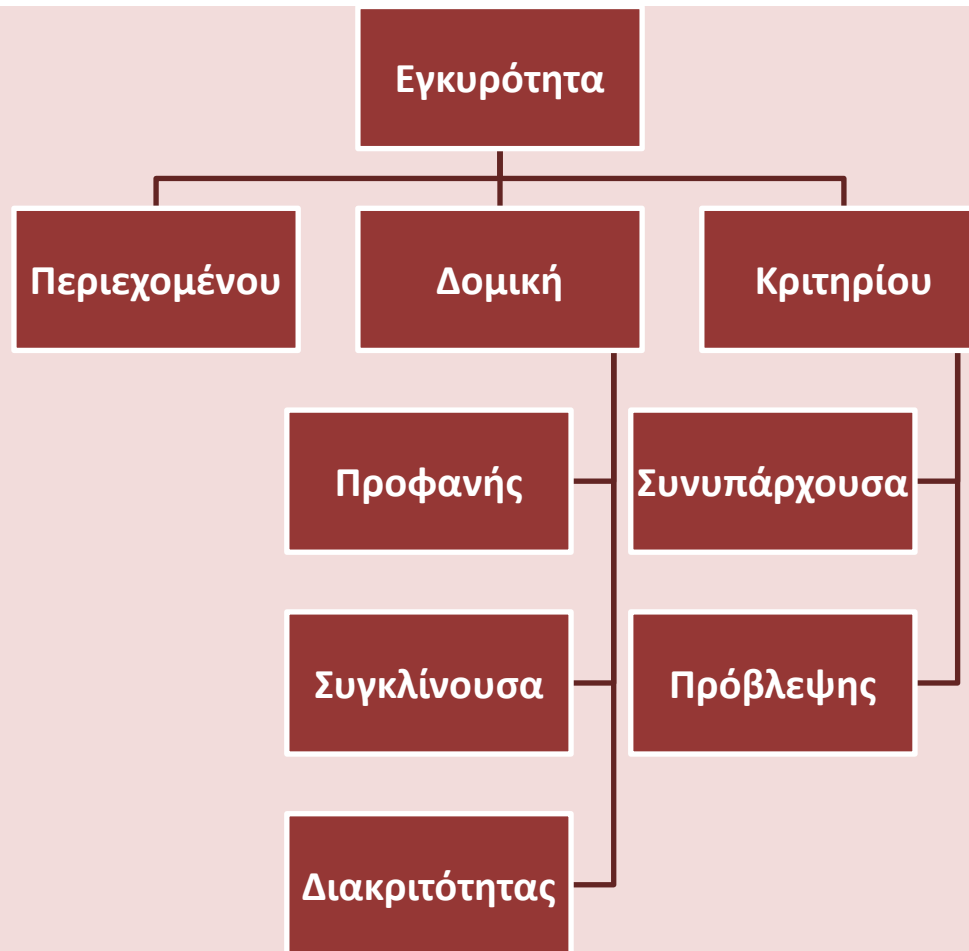 Εγκυρότητα
Περιεχομένου
Δομική
Κριτηρίου
Προφανής
Συνυπάρχουσα
Συγκλίνουσα
Πρόβλεψης
Διακριτότητας